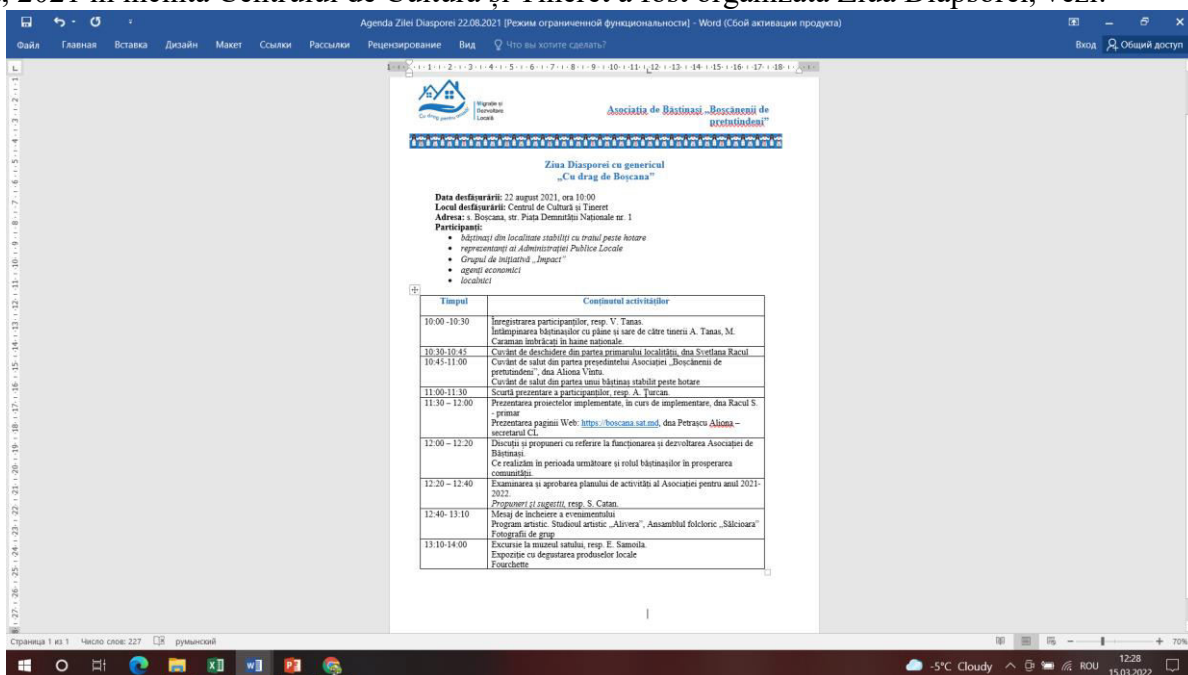 , 2021 în incinta Centrului de Cultură și Tineret a fost organizată Ziua Diapsorei, vezi:
Agenda Zilei Diasporei 22.08.2021 [Режим ограниченной функциональности] - Word (Сбой активации продукта)
Файл Главная Вставка Дизайн Макет Ссылки Рассылки Рецензирование Вид Что вы хотите сделать? Вход Общий доступ
Migrație și
Dezvoltare
Locală
Cu drag pentru
Asociația de Băștinași „Boșcănenii de
pretutindeni”
Ziua Diasporei cu genericul
„Cu drag de Boșcana”
Data desfășurării: 22 august 2021, ora 10:00
Locul desfășurării: Centrul de Cultură și Tineret
Adresa: s. Boșcana, str. Piața Demnității Naționale nr. 1
Participanți:
• băștinași din localitate stabiliți cu traiul peste hotare
• reprezentanți ai Administrației Publice Locale
• Grupul de inițiativă „Impact”
• agenți economici
• localnici
Timpul Conținutul activităților
10:00 -10:30 Înregistrarea participanților, resp. V. Tanas.
Întâmpinarea băștinașilor cu pâine și sare de către tinerii A. Tanas, M.
Caraman îmbrăcați în haine naționale.
10:30-10:45 Cuvânt de deschidere din partea primarului localității, dna Svetlana Racul
10:45-11:00 Cuvânt de salut din partea președintelui Asociației „Boșcănenii de
pretutindeni”, dna Aliona Vîntu.
Cuvânt de salut din partea unui băștinaș stabilit peste hotare
11:00-11:30 Scurtă prezentare a participanților, resp. A. Țurcan.
11:30 – 12:00 Prezentarea proiectelor implementate, în curs de implementare, dna Racul S.
- primar
Prezentarea paginii Web: https://boscana.sat.md, dna Petrașcu Aliona –
secretarul CL
12:00 – 12:20 Discuții și propuneri cu referire la funcționarea și dezvoltarea Asociației de
Băștinași.
Ce realizăm în perioada următoare și rolul băștinașilor în prosperarea
comunității.
12:20 – 12:40 Examinarea și aprobarea planului de activități al Asociației pentru anul 2021-
2022.
Propuneri și sugestii, resp. S. Catan.
12:40- 13:10 Mesaj de încheiere a evenimentului
Program artistic. Studioul artistic „Alivera”, Ansamblul folcloric „Sălcioara”
Fotografii de grup
13:10-14:00 Excursie la muzeul satului, resp. E. Samoila.
Expoziție cu degustarea produselor locale
Fourchette
Страница 1 из 1 Число слов: 227 румынский 70%
-5°C Cloudy ROU 12:28
15.03.2022